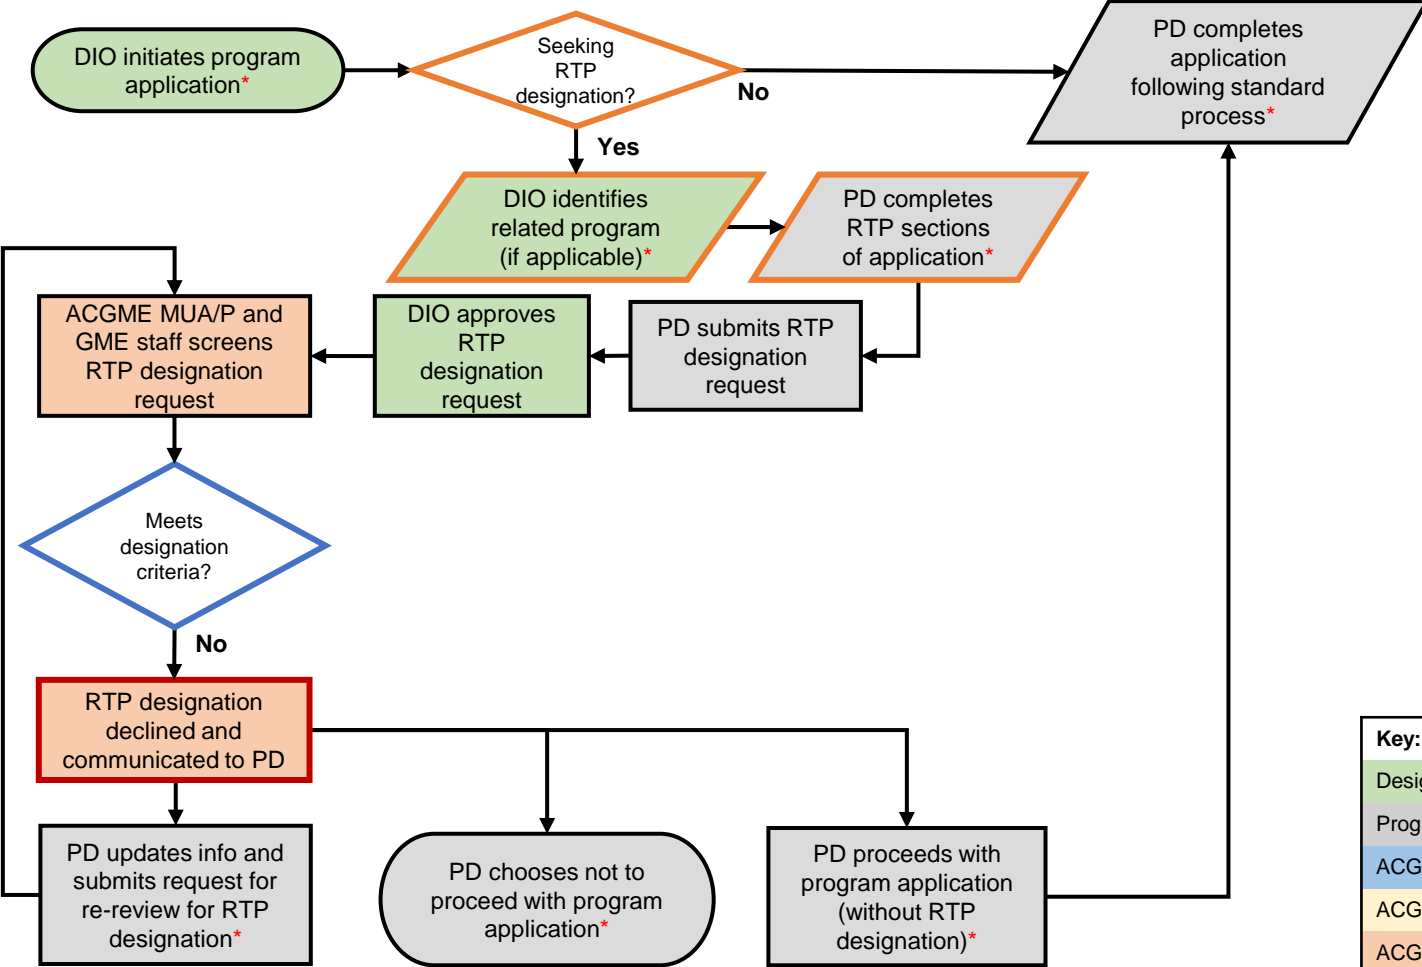 DIO initiates program
application*
Seeking
RTP
designation?
No
PD completes
application
following standard
process*
Yes
DIO identifies
related program
(if applicable)*
PD completes
RTP sections
of application*
ACGME MUA/P and
GME staff screens
RTP designation
request
DIO approves
RTP
designation
request
PD submits RTP
designation
request
Meets
designation
criteria?
No
RTP designation
declined and
communicated to PD
PD updates info and
submits request for
re-review for RTP
designation*
PD chooses not to
proceed with program
application*
PD proceeds with
program application
(without RTP
designation)*
Key: